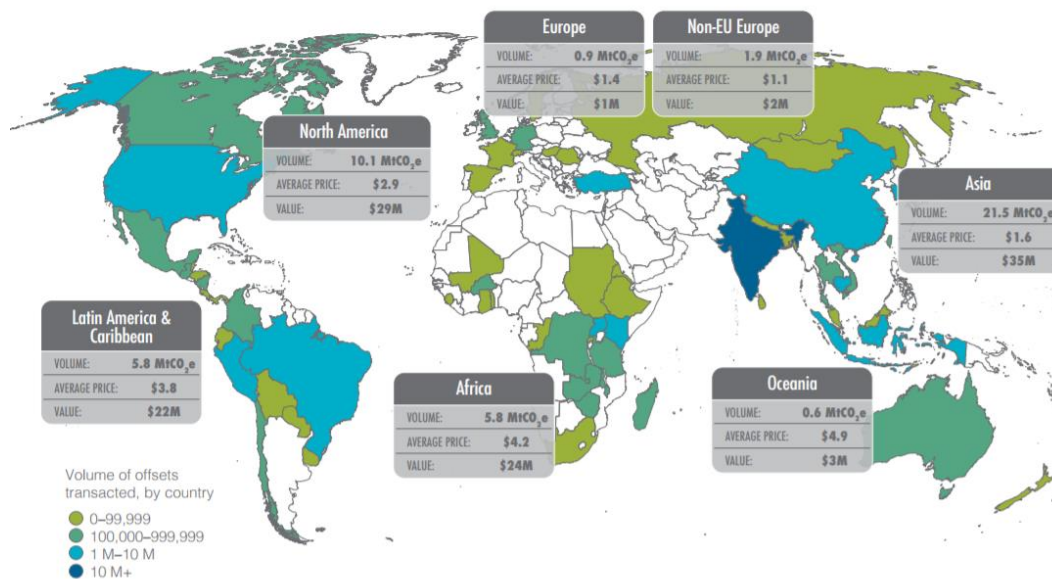 Europe
VOLUME: 0.9 MtCO₂e
AVERAGE PRICE: $1.4
VALUE: $1M
Non-EU Europe
VOLUME: 1.9 MtCO₂e
AVERAGE PRICE: $1.1
VALUE: $2M
North America
VOLUME: 10.1 MtCO₂e
AVERAGE PRICE: $2.9
VALUE: $29M
Asia
VOLUME: 21.5 MtCO₂e
AVERAGE PRICE: $1.6
VALUE: $35M
Latin America &
Caribbean
VOLUME: 5.8 MtCO₂e
AVERAGE PRICE: $3.8
VALUE: $22M
Africa
VOLUME: 5.8 MtCO₂e
AVERAGE PRICE: $4.2
VALUE: $24M
Oceania
VOLUME: 0.6 MtCO₂e
AVERAGE PRICE: $4.9
VALUE: $3M
Volume of offsets
transacted, by country
0–99,999
100,000–999,999
1 M–10 M
10 M+